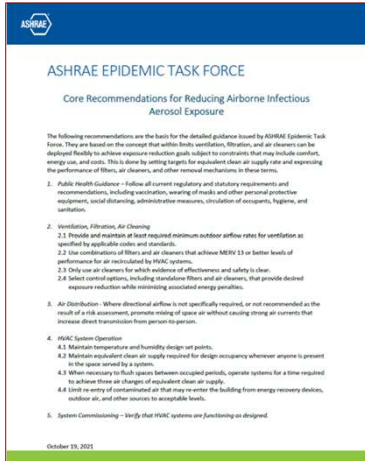 ASHRAE
ASHRAE EPIDEMIC TASK FORCE
Core Recommendations for Reducing Airborne Infectious
Aerosol Exposure
The following recommendations are the basis for the detailed guidance issued by ASHRAE Epidemic Task
Force. They are based on the concept that within limits ventilation, filtration, and air cleaners can be
deployed flexibly to achieve exposure reduction goals subject to constraints that may include comfort,
energy use, and costs. This is done by setting targets for equivalent clean air supply rate and expressing
the performance of filters, air cleaners, and other removal mechanisms in these terms.
1. Public Health Guidance – Follow all current regulatory and statutory requirements and
recommendations, including vaccination, wearing of masks and other personal protective
equipment, social distancing, administrative measures, circulation of occupants, hygiene, and
sanitation.
2. Ventilation, Filtration, Air Cleaning
2.1 Provide and maintain at least required minimum outdoor airflow rates for ventilation as
specified by applicable codes and standards.
2.2 Use combinations of filters and air cleaners that achieve MERV 13 or better levels of
performance for air recirculated by HVAC systems.
2.3 Only use air cleaners for which evidence of effectiveness and safety is clear.
2.4 Select control options, including standalone filters and air cleaners, that provide desired
exposure reduction while minimizing associated energy penalties.
3. Air Distribution - Where directional airflow is not specifically required, or not recommended as the
result of a risk assessment, promote mixing of space air without causing strong air currents that
increase direct transmission from person-to-person.
4. HVAC System Operation
4.1 Maintain temperature and humidity design set points.
4.2 Maintain equivalent clean air supply required for design occupancy whenever anyone is present
in the space served by a system.
4.3 When necessary to flush spaces between occupied periods, operate systems for a time required
to achieve three air changes of equivalent clean air supply.
4.4 Limit re-entry of contaminated air that may re-enter the building from energy recovery devices,
outdoor air, and other sources to acceptable levels.
5. System Commissioning – Verify that HVAC systems are functioning as designed.
October 19, 2021